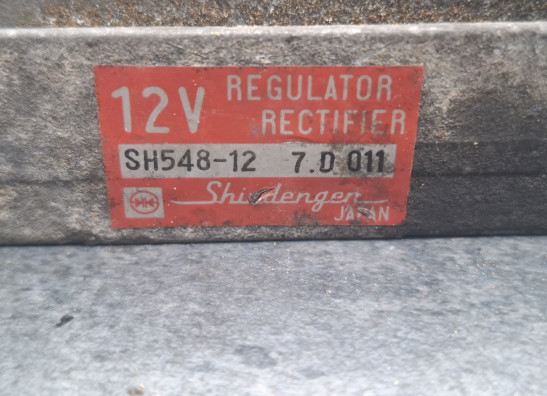 12V REGULATOR
RECTIFIER
SH548-12 7.D 011
Shindengen
JAPAN